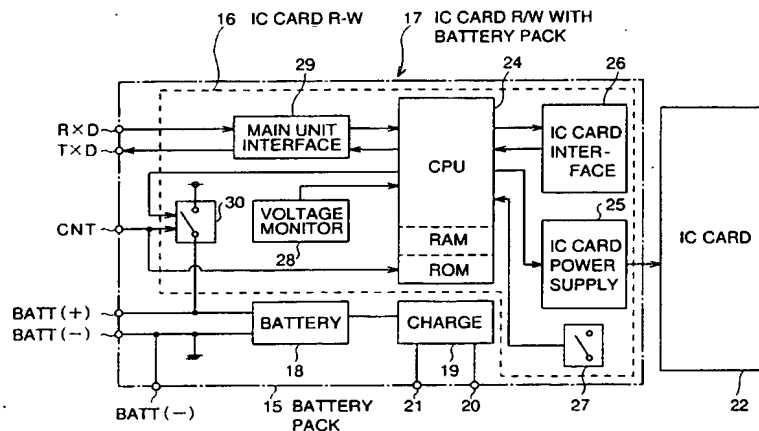 16 IC CARD R-W
17 IC CARD R/W WITH
BATTERY PACK
29
24
26
R×D
T×D
MAIN UNIT
INTERFACE
CPU
IC CARD
INTER-
FACE
30
VOLTAGE
MONITOR
28
25
CNT
RAM
ROM
IC CARD
POWER
SUPPLY
IC CARD
BATT(+)
BATT(-)
BATTERY
CHARGE
18
19
27
22
BATT(-)
15 BATTERY
PACK
21
20